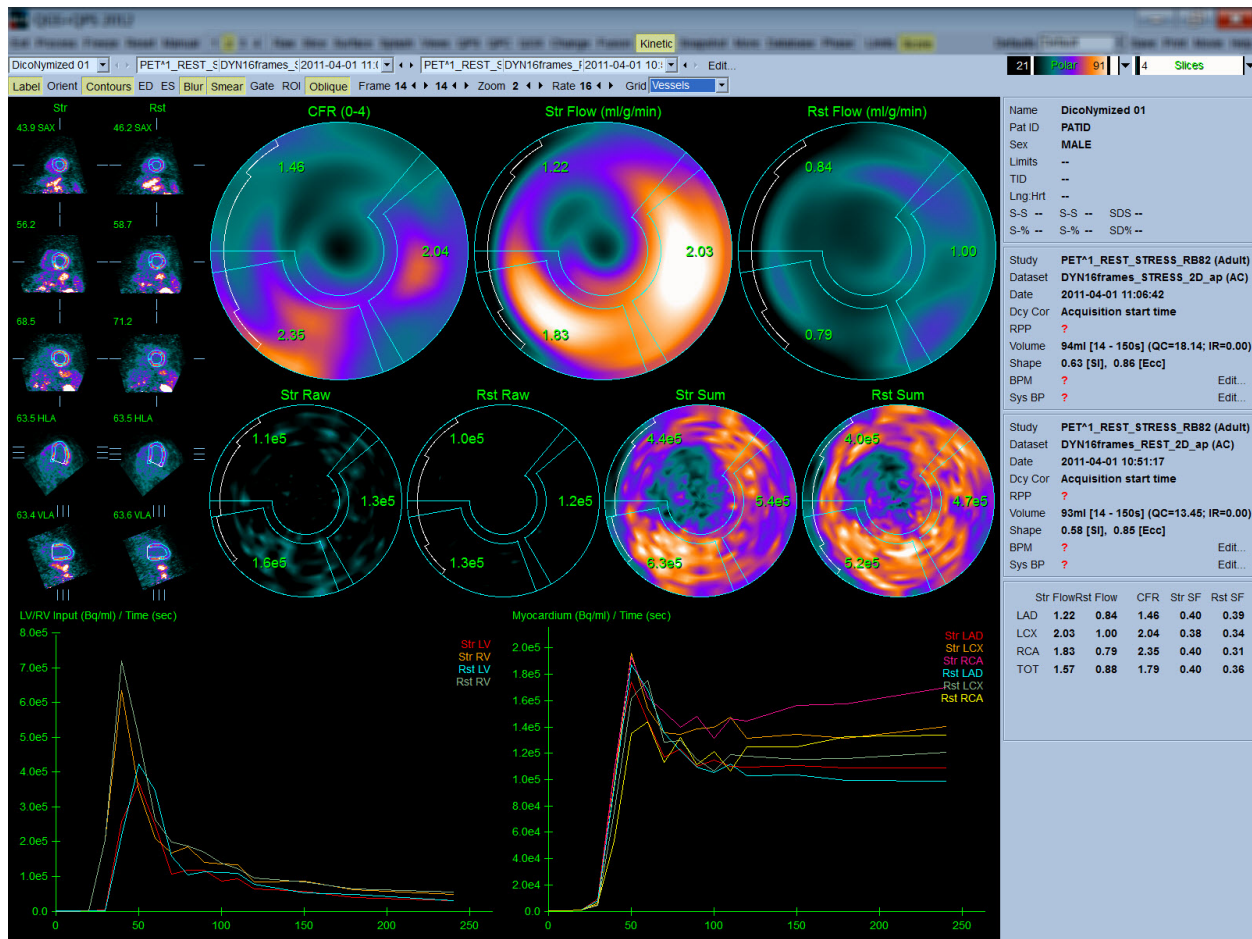 QGS+QPS 2012
Kinetic
DicoNymized 01 PET^1_REST_S DYN16frames_S 2011-04-01 11:( PET^1_REST_S DYN16frames_F 2011-04-01 10: Edit...
21 Polar 91 4 Slices
Label Orient Contours ED ES Blur Smear Gate ROI Oblique Frame 14 14 Zoom 2 Rate 16 Grid Vessels
Str Rst
43.9 SAX 46.2 SAX
56.2 58.7
68.5 71.2
63.5 HLA 63.5 HLA
63.4 VLA 63.6 VLA
CFR (0-4)
1.46
2.04
2.35
Str Flow (ml/g/min)
1.22
2.03
1.83
Rst Flow (ml/g/min)
0.84
1.00
0.79
Str Raw
1.1e5
1.3e5
1.6e5
Rst Raw
1.0e5
1.2e5
1.3e5
Str Sum
4.4e5
5.4e5
6.3e5
Rst Sum
4.0e5
4.7e5
5.2e5
LV/RV Input (Bq/ml) / Time (sec)
8.0e5
7.0e5
6.0e5
5.0e5
4.0e5
3.0e5
2.0e5
1.0e5
0.0
0 50 100 150 200 250
Str LV
Str RV
Rst LV
Rst RV
Myocardium (Bq/ml) / Time (sec)
2.0e5
1.8e5
1.6e5
1.4e5
1.2e5
1.0e5
8.0e4
6.0e4
4.0e4
2.0e4
0.0
0 50 100 150 200 250
Str LAD
Str LCX
Str RCA
Rst LAD
Rst LCX
Rst RCA
Name DicoNymized 01
Pat ID PATID
Sex MALE
Limits --
TID --
Lng:Hrt --
S-S -- S-S -- SDS --
S-% -- S-% -- SD% --
Study PET^1_REST_STRESS_RB82 (Adult)
Dataset DYN16frames_STRESS_2D_ap (AC)
Date 2011-04-01 11:06:42
Dcy Cor Acquisition start time
RPP ?
Volume 94ml [14 - 150s] (QC=18.14; IR=0.00)
Shape 0.63 [SI], 0.86 [Ecc]
BPM ? Edit...
Sys BP ? Edit...
Study PET^1_REST_STRESS_RB82 (Adult)
Dataset DYN16frames_REST_2D_ap (AC)
Date 2011-04-01 10:51:17
Dcy Cor Acquisition start time
RPP ?
Volume 93ml [14 - 150s] (QC=13.45; IR=0.00)
Shape 0.58 [SI], 0.85 [Ecc]
BPM ? Edit...
Sys BP ? Edit...
Str Flow Rst Flow CFR Str SF Rst SF
LAD 1.22 0.84 1.46 0.40 0.39
LCX 2.03 1.00 2.04 0.38 0.34
RCA 1.83 0.79 2.35 0.40 0.31
TOT 1.57 0.88 1.79 0.40 0.36